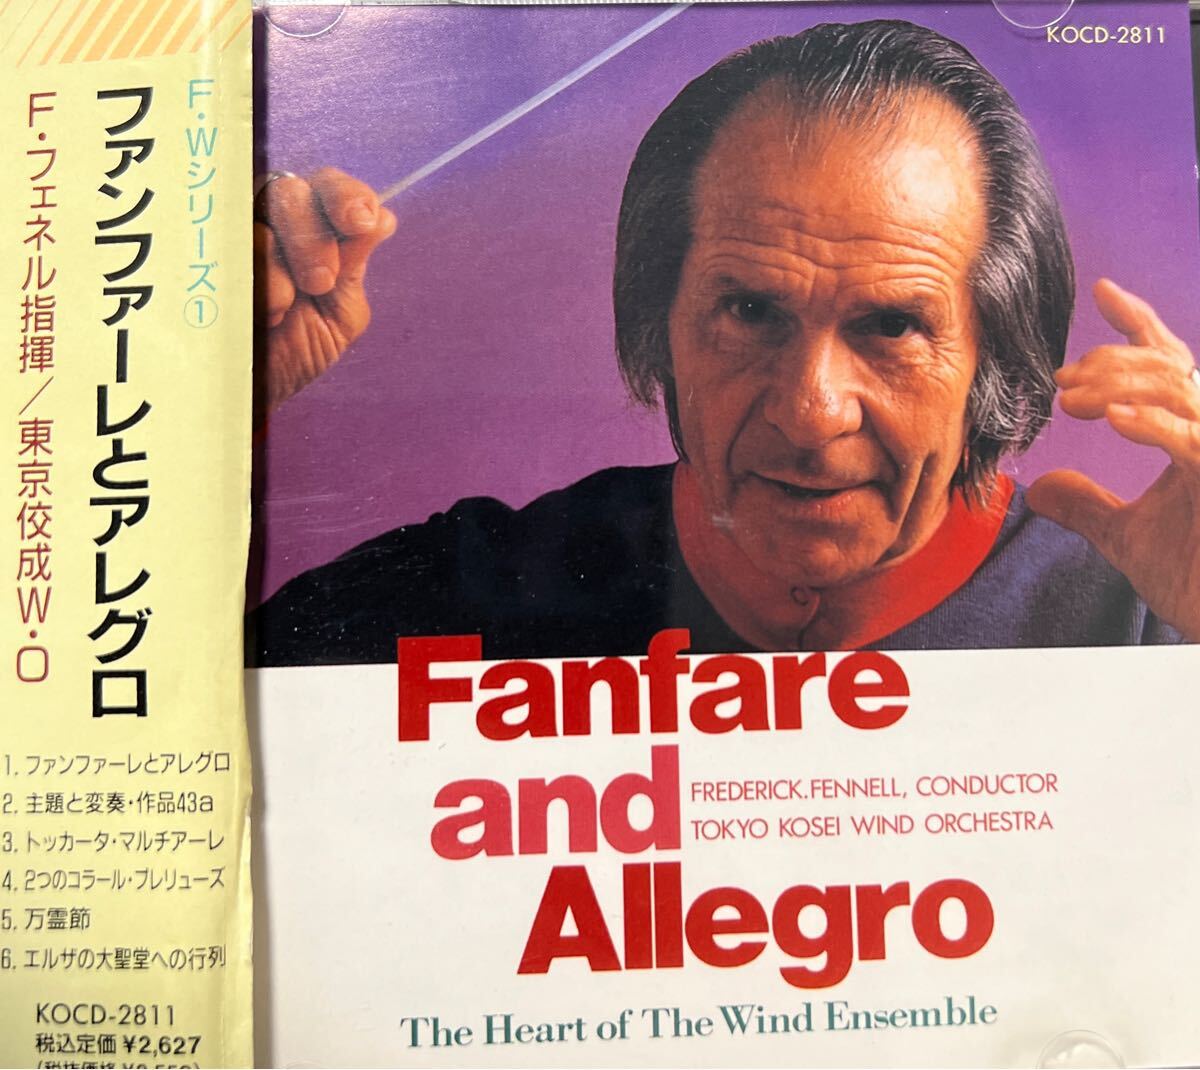 F・Wシリーズ①
ファンファーレとアレグロ
F・フェネル指揮／東京佼成W・O
1. ファンファーレとアレグロ
2. 主題と変奏・作品43a
3. トッカータ・マルチアーレ
4. 2つのコラール・プレリューズ
5. 万霊節
6. エルザの大聖堂への行列
KOCD-2811
税込定価¥2,627
KOCD-2811
Fanfare
and
FREDERICK.FENNELL, CONDUCTOR
TOKYO KOSEI WIND ORCHESTRA
Allegro
The Heart of The Wind Ensemble